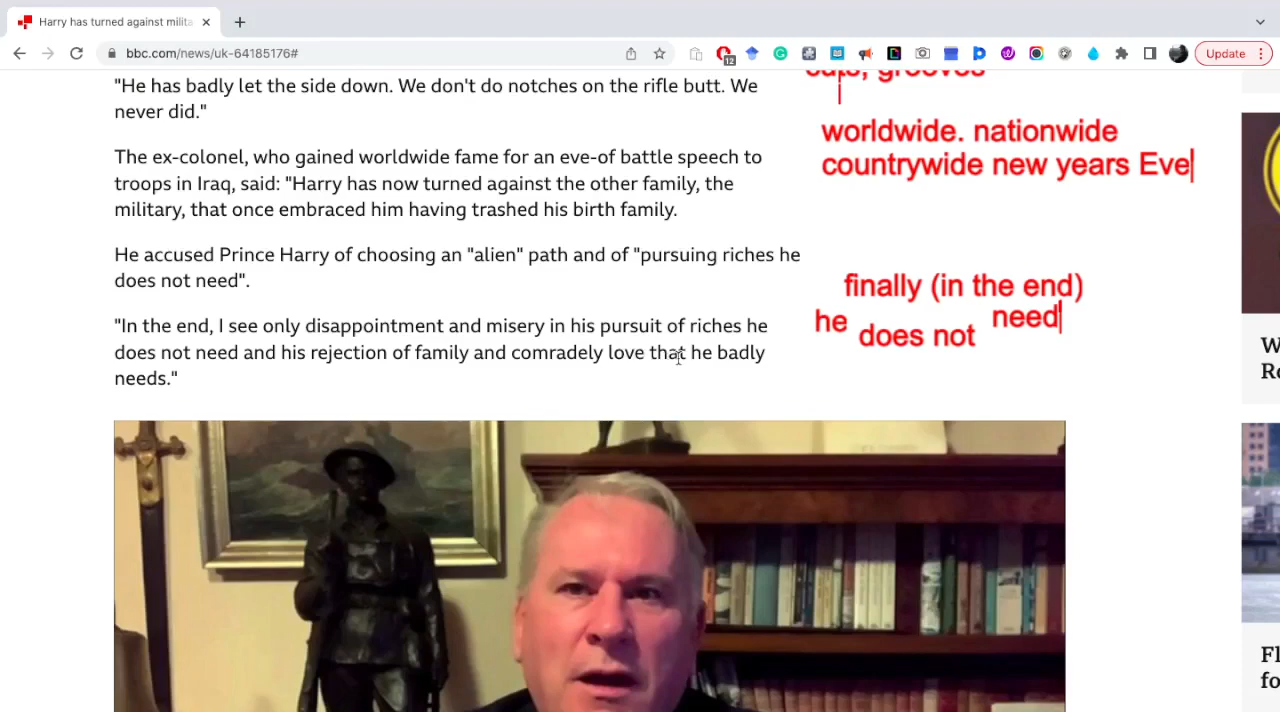 Harry has turned against milita
bbc.com/news/uk-64185176#
12
Update
"He has badly let the side down. We don't do notches on the rifle butt. We
never did."
cuts, grooves
i
worldwide. nationwide
countrywide new years Eve
The ex-colonel, who gained worldwide fame for an eve-of battle speech to
troops in Iraq, said: "Harry has now turned against the other family, the
military, that once embraced him having trashed his birth family.
He accused Prince Harry of choosing an "alien" path and of "pursuing riches he
does not need".
finally (in the end)
he does not need
"In the end, I see only disappointment and misery in his pursuit of riches he
does not need and his rejection of family and comradely love that he badly
needs."
W
Ro
Fl
fo